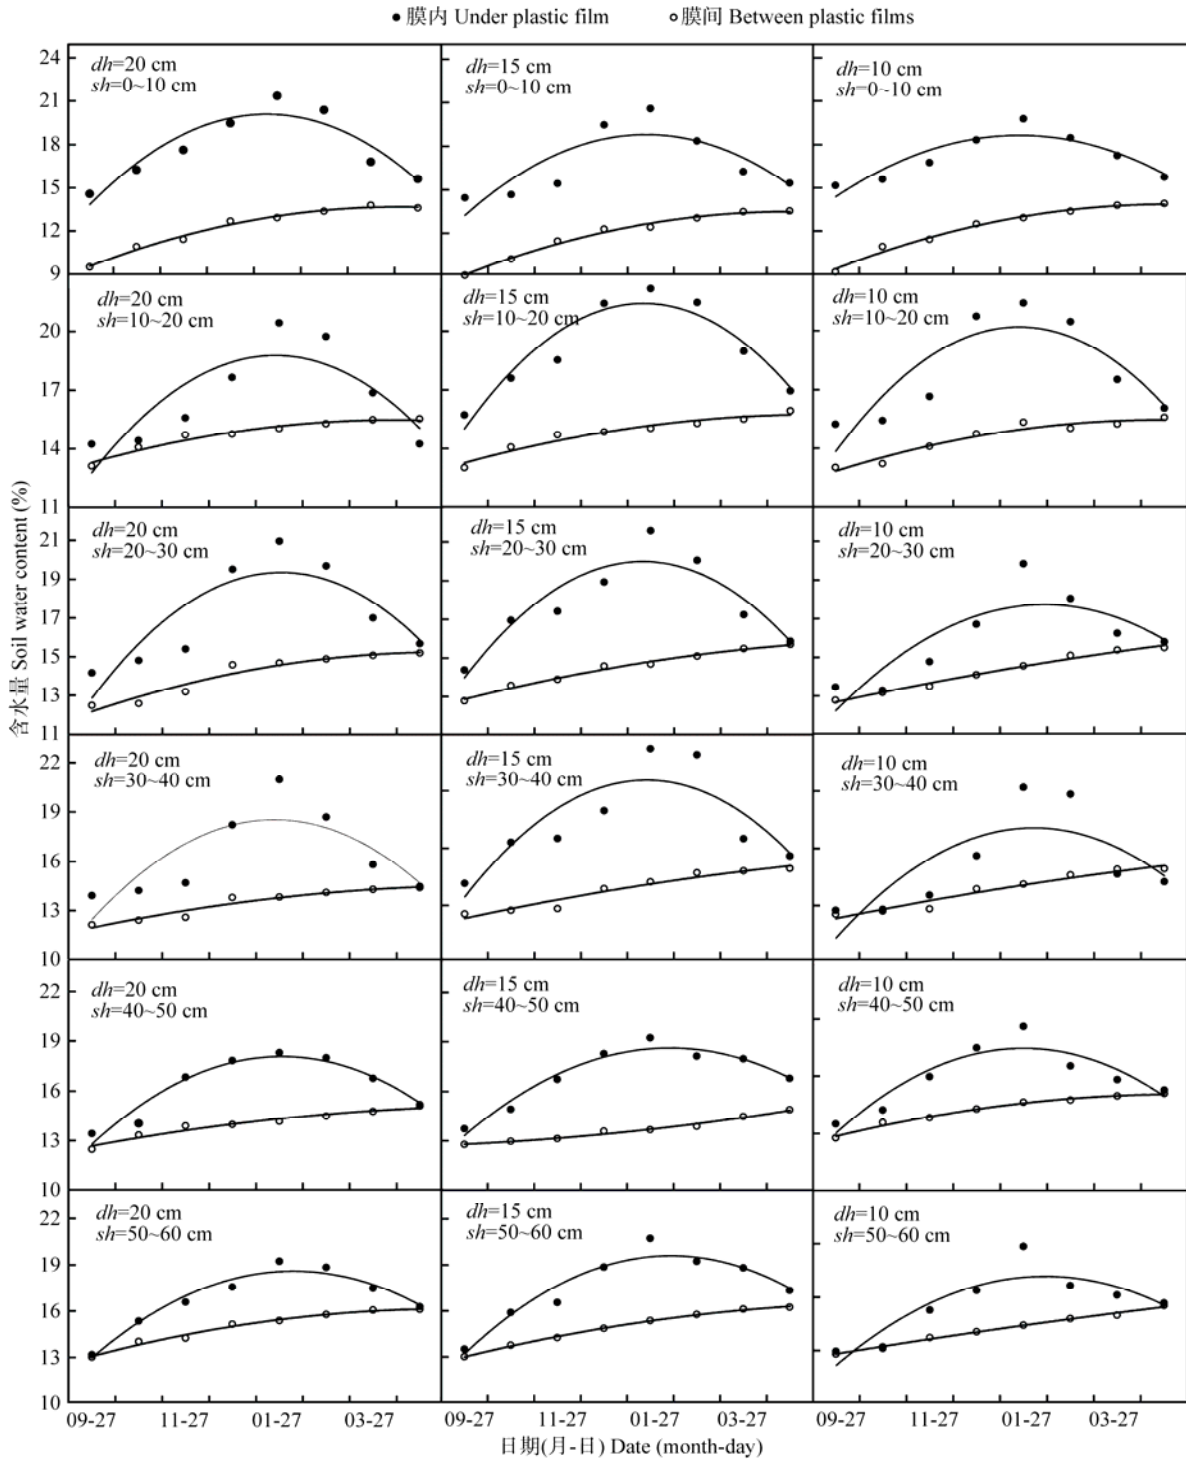 ● 膜内 Under plastic film ○ 膜间 Between plastic films
24
21
18
15
12
9
dh=20 cm
sh=0~10 cm
dh=15 cm
sh=0~10 cm
dh=10 cm
sh=0~10 cm
20
17
14
11
dh=20 cm
sh=10~20 cm
dh=15 cm
sh=10~20 cm
dh=10 cm
sh=10~20 cm
21
19
17
15
13
11
dh=20 cm
sh=20~30 cm
dh=15 cm
sh=20~30 cm
dh=10 cm
sh=20~30 cm
22
19
16
13
10
dh=20 cm
sh=30~40 cm
dh=15 cm
sh=30~40 cm
dh=10 cm
sh=30~40 cm
22
19
16
13
10
dh=20 cm
sh=40~50 cm
dh=15 cm
sh=40~50 cm
dh=10 cm
sh=40~50 cm
22
19
16
13
10
dh=20 cm
sh=50~60 cm
dh=15 cm
sh=50~60 cm
dh=10 cm
sh=50~60 cm
含水量 Soil water content (%)
09-27 11-27 01-27 03-27 09-27 11-27 01-27 03-27 09-27 11-27 01-27 03-27
日期(月-日) Date (month-day)